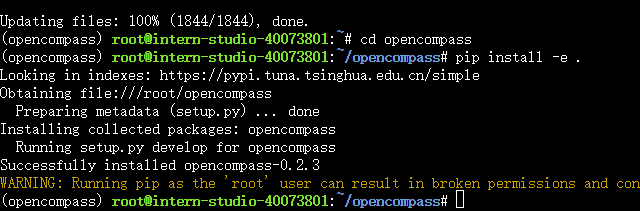 Updating files: 100% (1844/1844), done.
(opencompass) root@intern-studio-40073801:~# cd opencompass
(opencompass) root@intern-studio-40073801:~/opencompass# pip install -e .
Looking in indexes: https://pypi.tuna.tsinghua.edu.cn/simple
Obtaining file:///root/opencompass
  Preparing metadata (setup.py) ... done
Installing collected packages: opencompass
  Running setup.py develop for opencompass
Successfully installed opencompass-0.2.3
WARNING: Running pip as the 'root' user can result in broken permissions and con
(opencompass) root@intern-studio-40073801:~/opencompass#